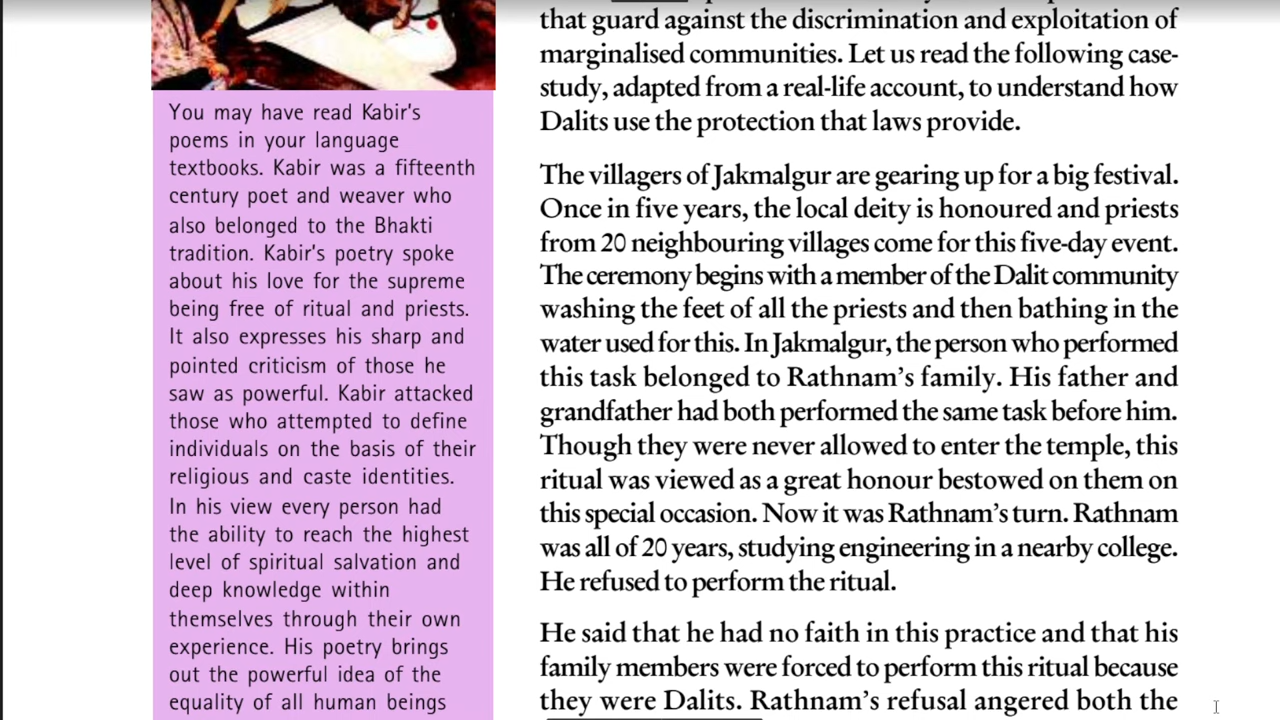 You may have read Kabir's
poems in your language
textbooks. Kabir was a fifteenth
century poet and weaver who
also belonged to the Bhakti
tradition. Kabir's poetry spoke
about his love for the supreme
being free of ritual and priests.
It also expresses his sharp and
pointed criticism of those he
saw as powerful. Kabir attacked
those who attempted to define
individuals on the basis of their
religious and caste identities.
In his view every person had
the ability to reach the highest
level of spiritual salvation and
deep knowledge within
themselves through their own
experience. His poetry brings
out the powerful idea of the
equality of all human beings
that guard against the discrimination and exploitation of
marginalised communities. Let us read the following case-
study, adapted from a real-life account, to understand how
Dalits use the protection that laws provide.
The villagers of Jakmalgur are gearing up for a big festival.
Once in five years, the local deity is honoured and priests
from 20 neighbouring villages come for this five-day event.
The ceremony begins with a member of the Dalit community
washing the feet of all the priests and then bathing in the
water used for this. In Jakmalgur, the person who performed
this task belonged to Rathnam's family. His father and
grandfather had both performed the same task before him.
Though they were never allowed to enter the temple, this
ritual was viewed as a great honour bestowed on them on
this special occasion. Now it was Rathnam's turn. Rathnam
was all of 20 years, studying engineering in a nearby college.
He refused to perform the ritual.
He said that he had no faith in this practice and that his
family members were forced to perform this ritual because
they were Dalits. Rathnam's refusal angered both the